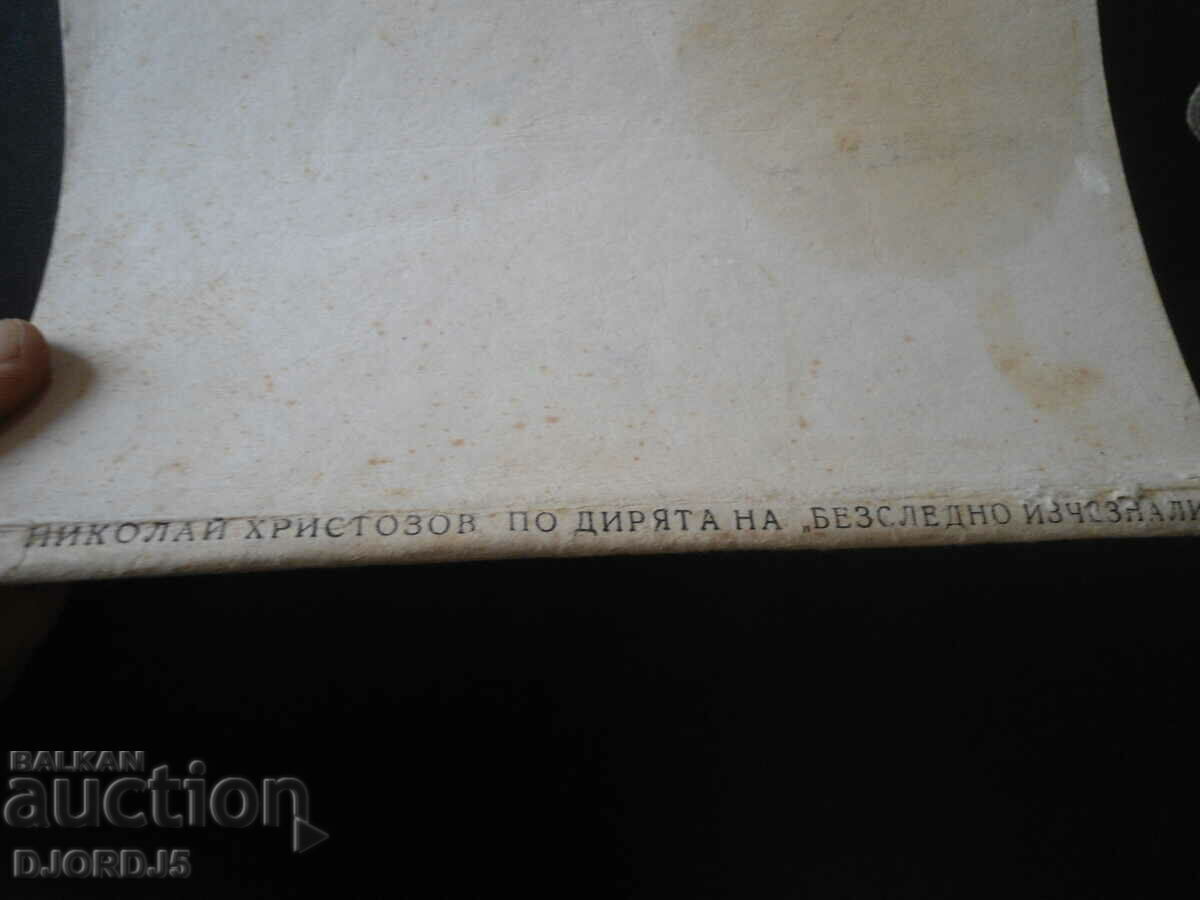 НИКОЛАЙ ХРИСТОЗОВ ПО ДИРЯТА НА „БЕЗСЛЕДНО ИЗЧЕЗНАЛИ
BALKAN
auction
DJORDJ5